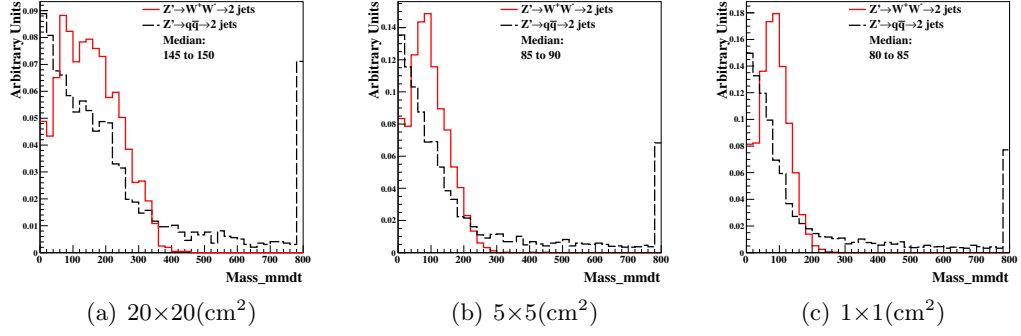 Arbitrary Units
0.09
0.08
0.07
0.06
0.05
0.04
0.03
0.02
0.01
0
Z'→W⁺W⁻→2 jets
Z'→qq̅→2 jets
Median:
145 to 150
0 100 200 300 400 500 600 700 800
Mass_mmdt
(a) 20×20(cm²)
Arbitrary Units
0.14
0.12
0.1
0.08
0.06
0.04
0.02
0
Z'→W⁺W⁻→2 jets
Z'→qq̅→2 jets
Median:
85 to 90
0 100 200 300 400 500 600 700 800
Mass_mmdt
(b) 5×5(cm²)
Arbitrary Units
0.18
0.16
0.14
0.12
0.1
0.08
0.06
0.04
0.02
0
Z'→W⁺W⁻→2 jets
Z'→qq̅→2 jets
Median:
80 to 85
0 100 200 300 400 500 600 700 800
Mass_mmdt
(c) 1×1(cm²)